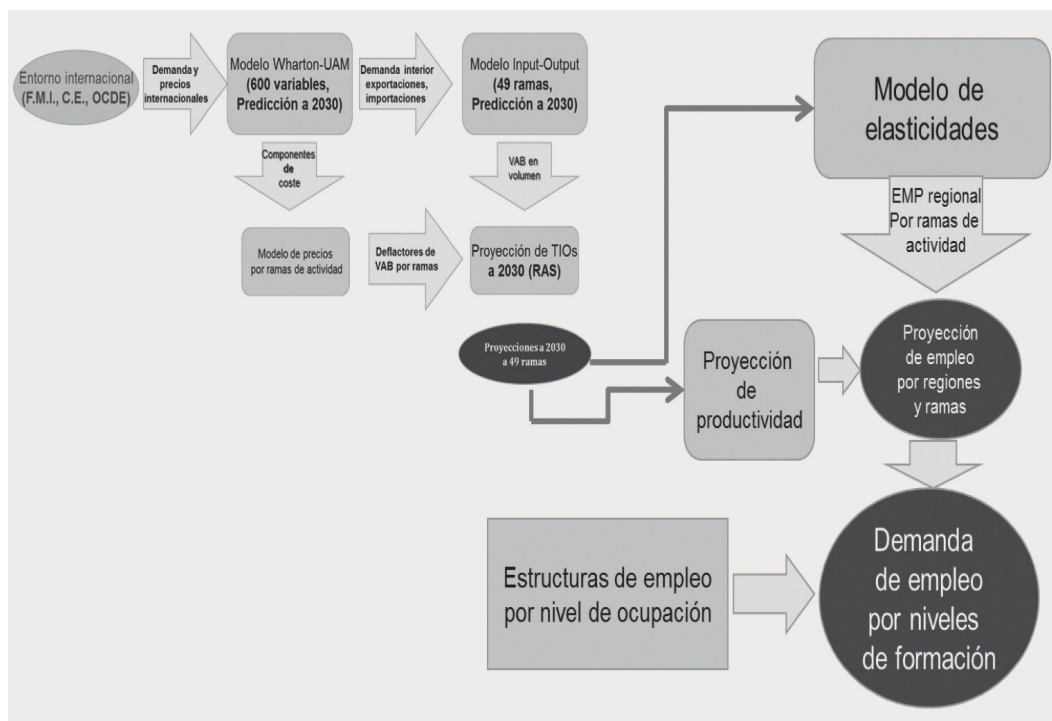 Entorno internacional
(F.M.I., C.E., OCDE)
Demanda y
precios
internacionales
Modelo Wharton-UAM
(600 variables,
Predicción a 2030)
Demanda interior
exportaciones,
importaciones
Modelo Input-Output
(49 ramas,
Predicción a 2030)
Componentes
de
coste
VAB en
volumen
Modelo de precios
por ramas de actividad
Deflactores de
VAB por ramas
Proyección de TIOs
a 2030 (RAS)
Proyecciones a 2030
a 49 ramas
Modelo de
elasticidades
EMP regional
Por ramas de
actividad
Proyección
de
productividad
Proyección
de empleo
por regiones
y ramas
Estructuras de empleo
por nivel de ocupación
Demanda
de empleo
por niveles
de formación